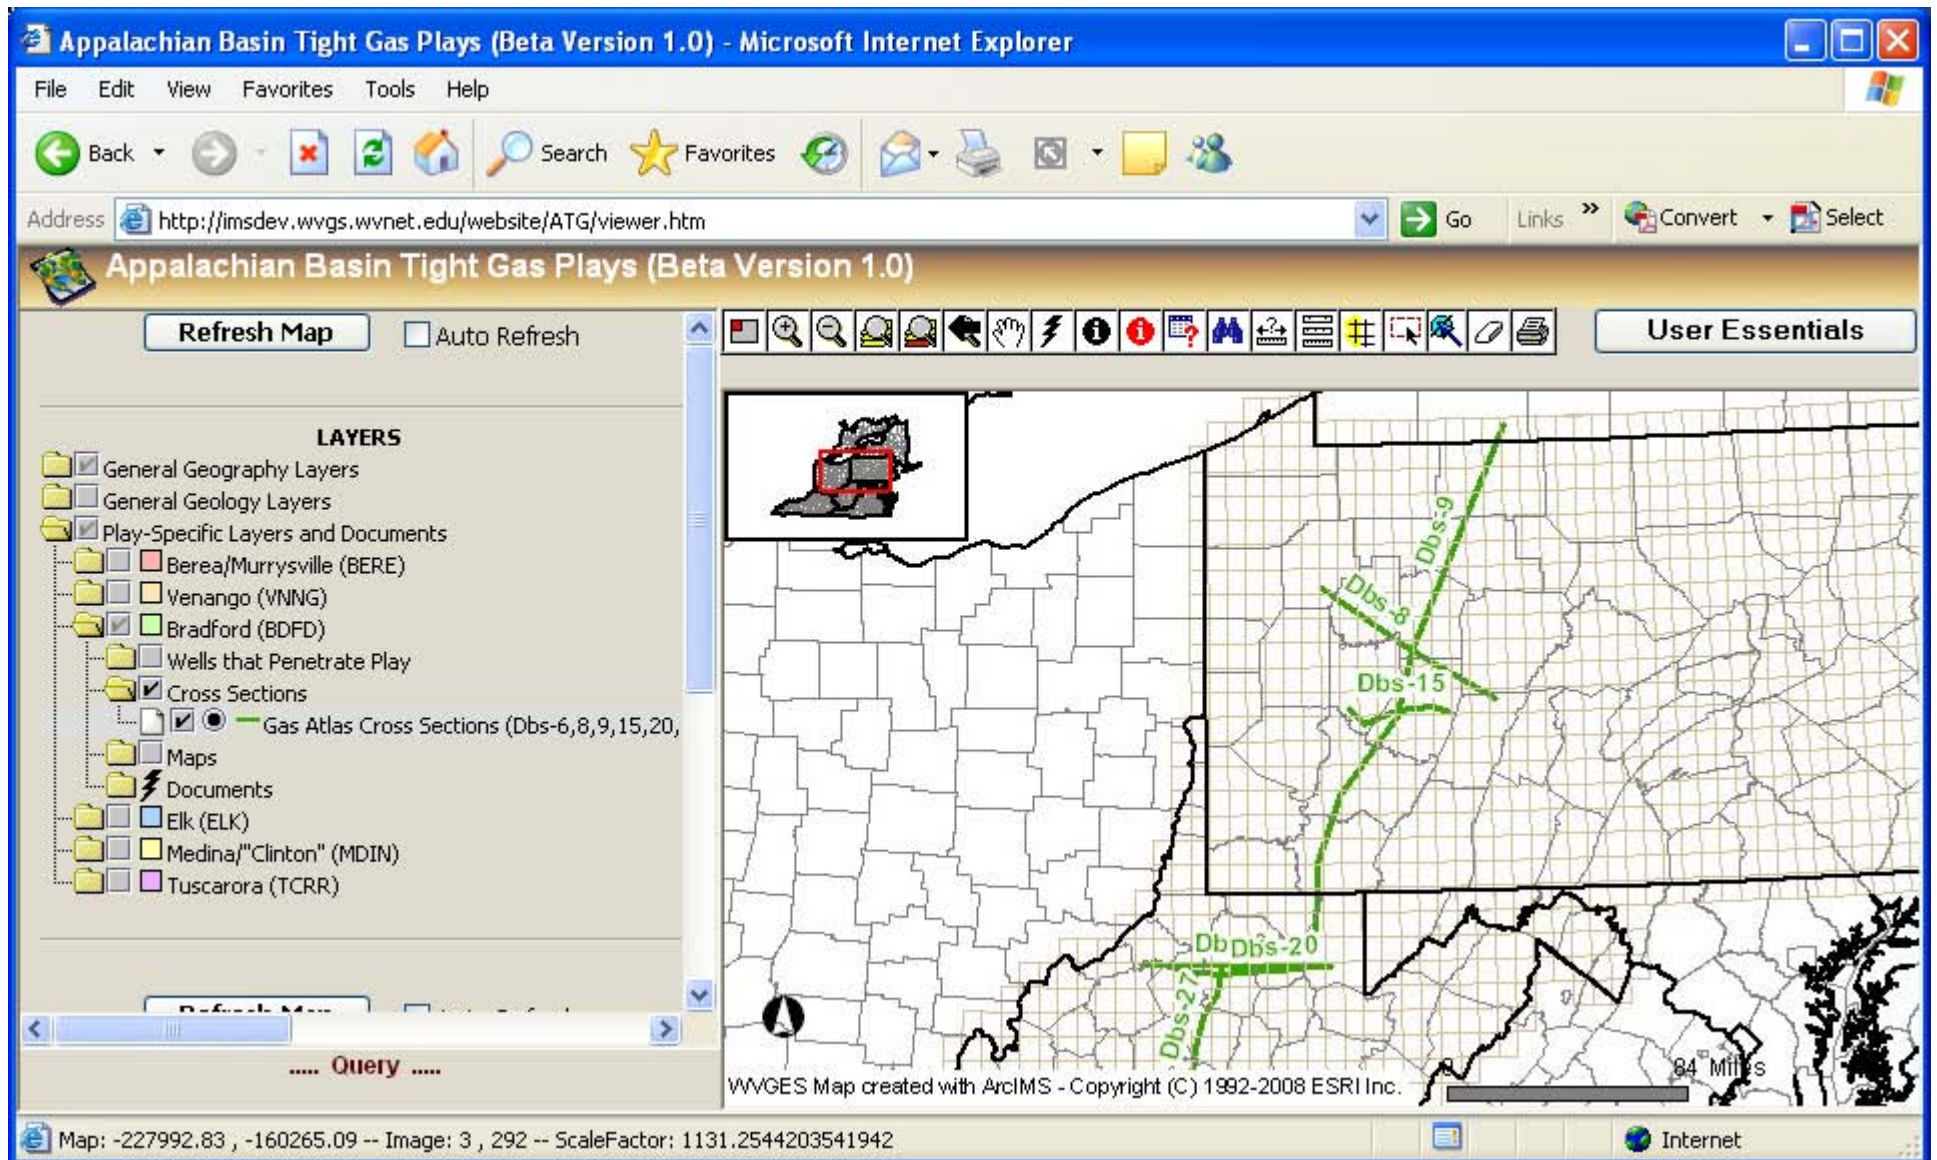 Appalachian Basin Tight Gas Plays (Beta Version 1.0) - Microsoft Internet Explorer
File Edit View Favorites Tools Help
Back Search Favorites
Address http://imsdev.wvgs.wvnet.edu/website/ATG/viewer.htm Go Links » Convert Select
Appalachian Basin Tight Gas Plays (Beta Version 1.0)
Refresh Map Auto Refresh User Essentials
LAYERS
General Geography Layers
General Geology Layers
Play-Specific Layers and Documents
Berea/Murrysville (BERE)
Venango (VNNG)
Bradford (BDFD)
Wells that Penetrate Play
Cross Sections
Gas Atlas Cross Sections (Dbs-6,8,9,15,20,
Maps
Documents
Elk (ELK)
Medina/"Clinton" (MDIN)
Tuscarora (TCRR)
Refresh Map Auto Refresh
..... Query .....
Dbs-9
Dbs-8
Dbs-15
Db Dbs-20
Dbs-27
0 84 Miles
WVGES Map created with ArcIMS - Copyright (C) 1992-2008 ESRI Inc.
Map: -227992.83 , -160265.09 -- Image: 3 , 292 -- ScaleFactor: 1131.2544203541942 Internet